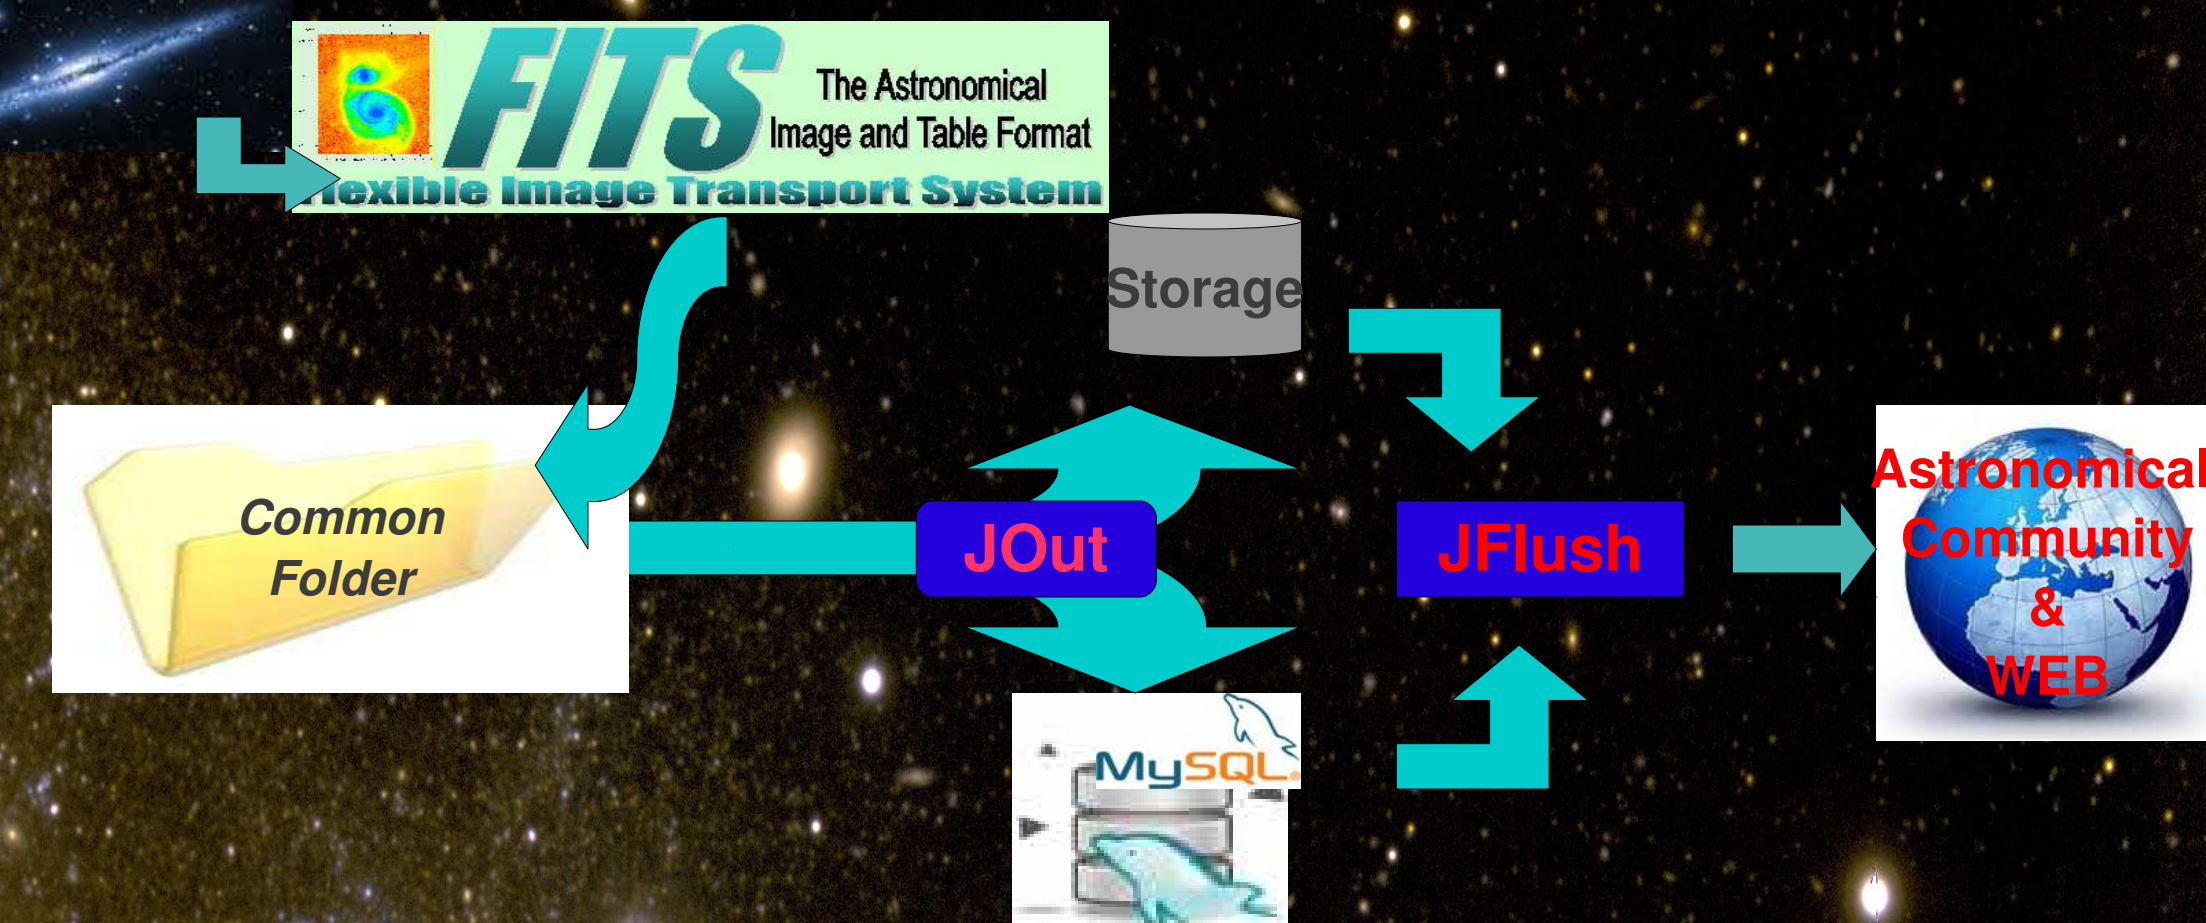 FITS
The Astronomical
Image and Table Format
lexible Image Transport System
Storage
Common
Folder
JOut
JFlush
Astronomical
Community
&
WEB
MySQL